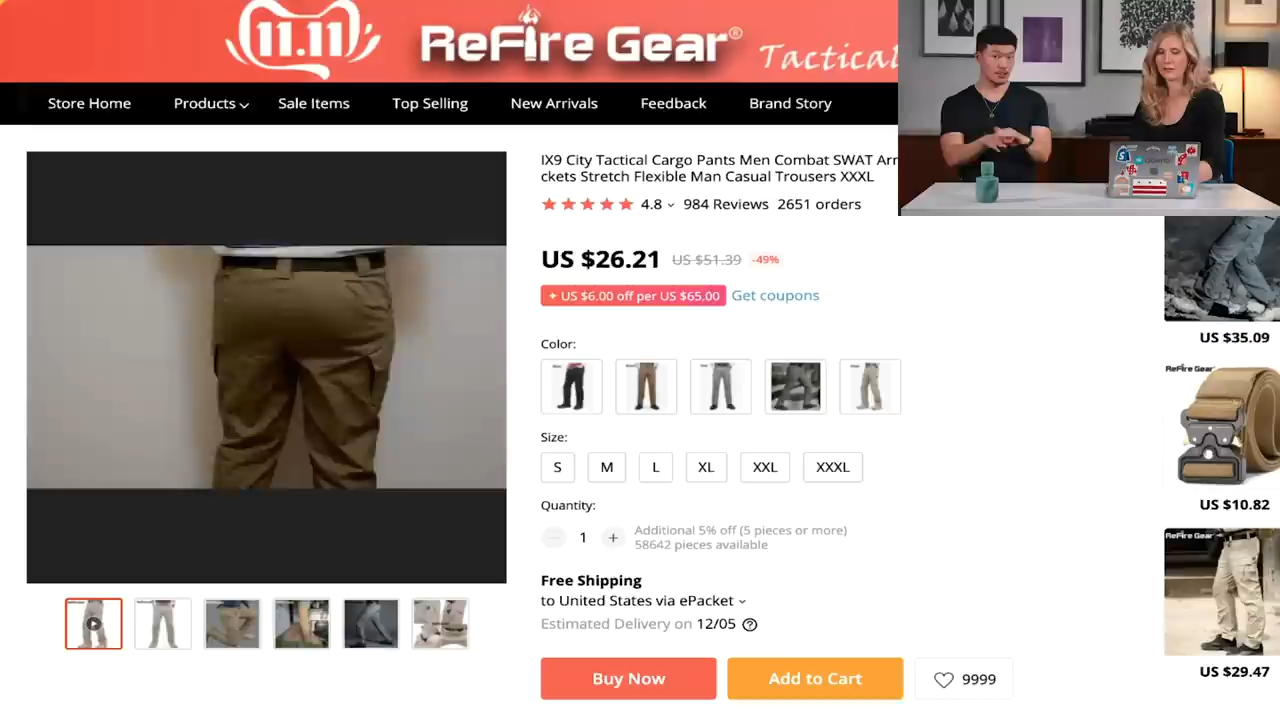 11.11
ReFire Gear® Tactical
Store Home
Products
Sale Items
Top Selling
New Arrivals
Feedback
Brand Story
IX9 City Tactical Cargo Pants Men Combat SWAT Arr
ckets Stretch Flexible Man Casual Trousers XXXL
4.8
984 Reviews
2651 orders
US $26.21
US $51.39
-49%
US $6.00 off per US $65.00
Get coupons
Color:
Size:
S
M
L
XL
XXL
XXXL
Quantity:
1
Additional 5% off (5 pieces or more)
58642 pieces available
Free Shipping
to United States via ePacket
Estimated Delivery on 12/05
Buy Now
Add to Cart
9999
US $35.09
ReFire Gear
US $10.82
ReFire Gear
US $29.47